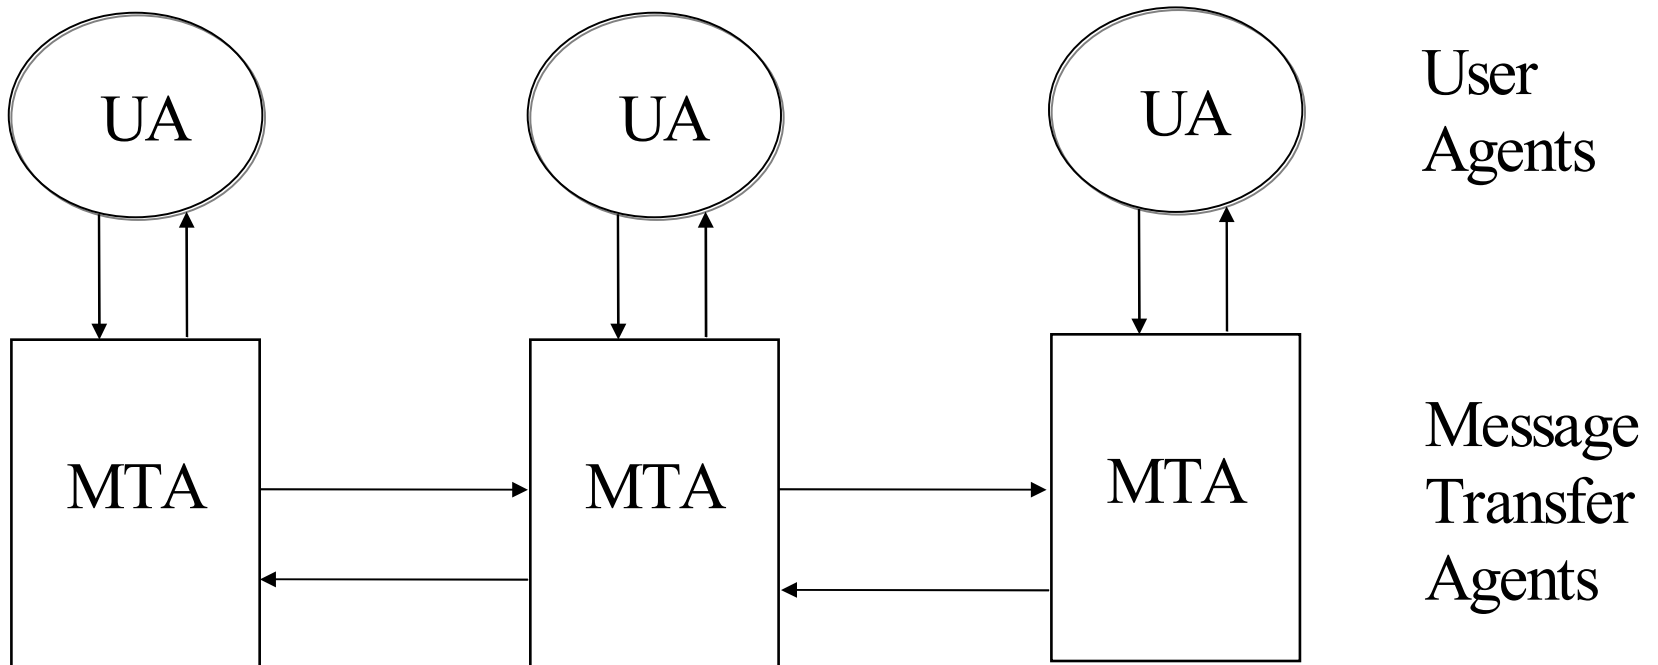 UA
UA
UA
User
Agents
MTA
MTA
MTA
Message
Transfer
Agents